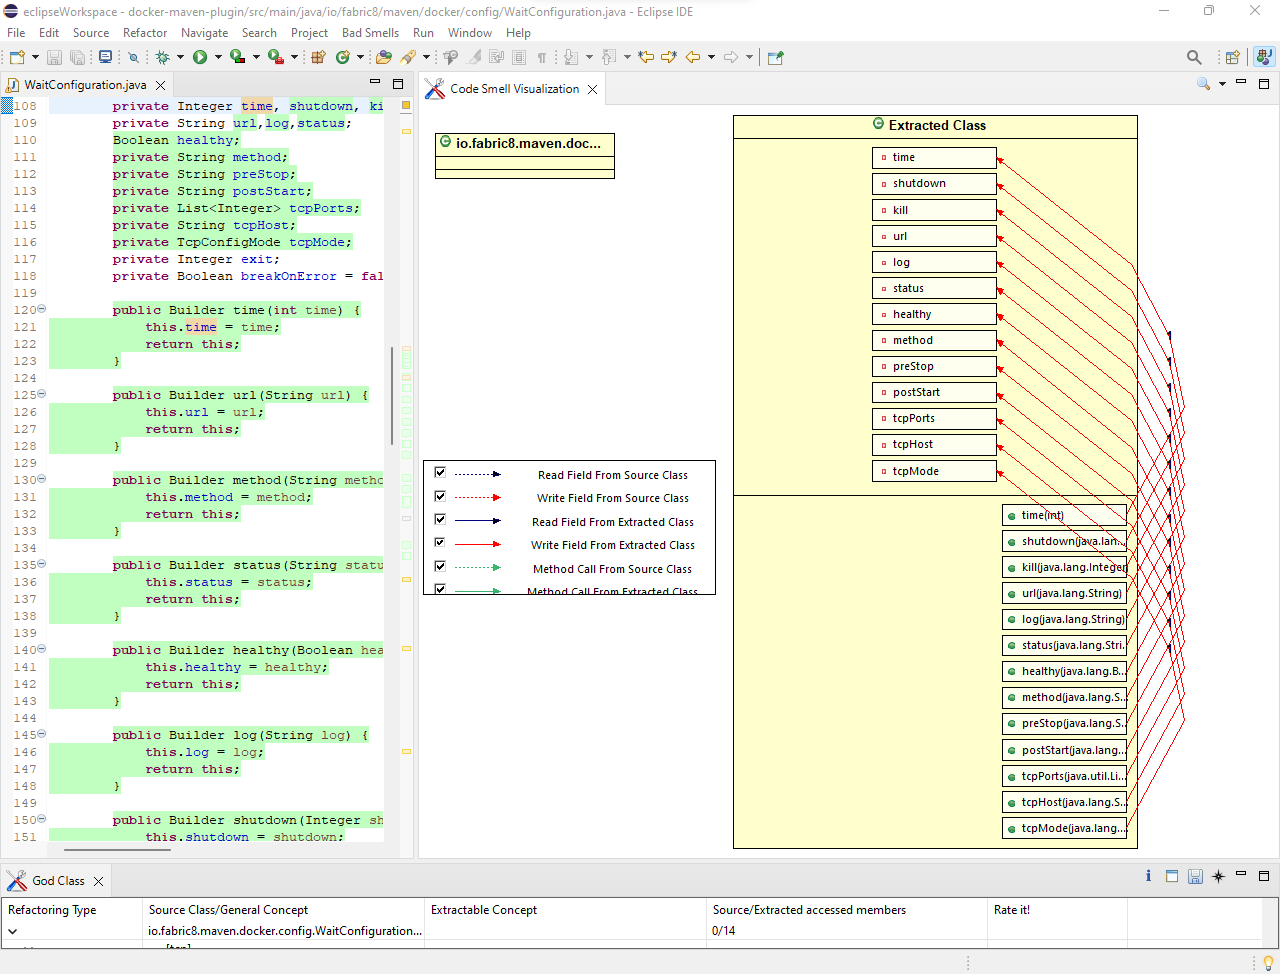 eclipseWorkspace - docker-maven-plugin/src/main/java/io/fabric8/maven/docker/config/WaitConfiguration.java - Eclipse IDE
File Edit Source Refactor Navigate Search Project Bad Smells Run Window Help
WaitConfiguration.java
108 private Integer time, shutdown, ki
109 private String url,log,status;
110 Boolean healthy;
111 private String method;
112 private String preStop;
113 private String postStart;
114 private List<Integer> tcpPorts;
115 private String tcpHost;
116 private TcpConfigMode tcpMode;
117 private Integer exit;
118 private Boolean breakOnError = fal
119
120 public Builder time(int time) {
121 this.time = time;
122 return this;
123 }
124
125 public Builder url(String url) {
126 this.url = url;
127 return this;
128 }
129
130 public Builder method(String metho
131 this.method = method;
132 return this;
133 }
134
135 public Builder status(String statu
136 this.status = status;
137 return this;
138 }
139
140 public Builder healthy(Boolean hea
141 this.healthy = healthy;
142 return this;
143 }
144
145 public Builder log(String log) {
146 this.log = log;
147 return this;
148 }
149
150 public Builder shutdown(Integer sh
151 this.shutdown = shutdown;
Code Smell Visualization
io.fabric8.maven.doc...
Extracted Class
time
shutdown
kill
url
log
status
healthy
method
preStop
postStart
tcpPorts
tcpHost
tcpMode
time(int)
shutdown(java.lan...
kill(java.lang.Integer)
url(java.lang.String)
log(java.lang.String)
status(java.lang.Stri...
healthy(java.lang.B...
method(java.lang.S...
preStop(java.lang.S...
postStart(java.lang...
tcpPorts(java.util.Li...
tcpHost(java.lang.S...
tcpMode(java.lang...
Read Field From Source Class
Write Field From Source Class
Read Field From Extracted Class
Write Field From Extracted Class
Method Call From Source Class
Method Call From Extracted Class
God Class
Refactoring Type Source Class/General Concept Extractable Concept Source/Extracted accessed members Rate it!
io.fabric8.maven.docker.config.WaitConfiguration... 0/14
[tcp]